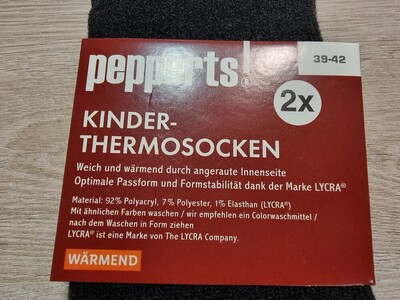 pepperts!®
39-42
2x
KINDER-
THERMOSOCKEN
Weich und wärmend durch angeraute Innenseite
Optimale Passform und Formstabilität dank der Marke LYCRA®
Material: 92% Polyacryl, 7% Polyester, 1% Elasthan (LYCRA®)
Mit ähnlichen Farben waschen / wir empfehlen ein Colorwaschmittel /
nach dem Waschen in Form ziehen
LYCRA® ist eine Marke von The LYCRA Company.
WÄRMEND